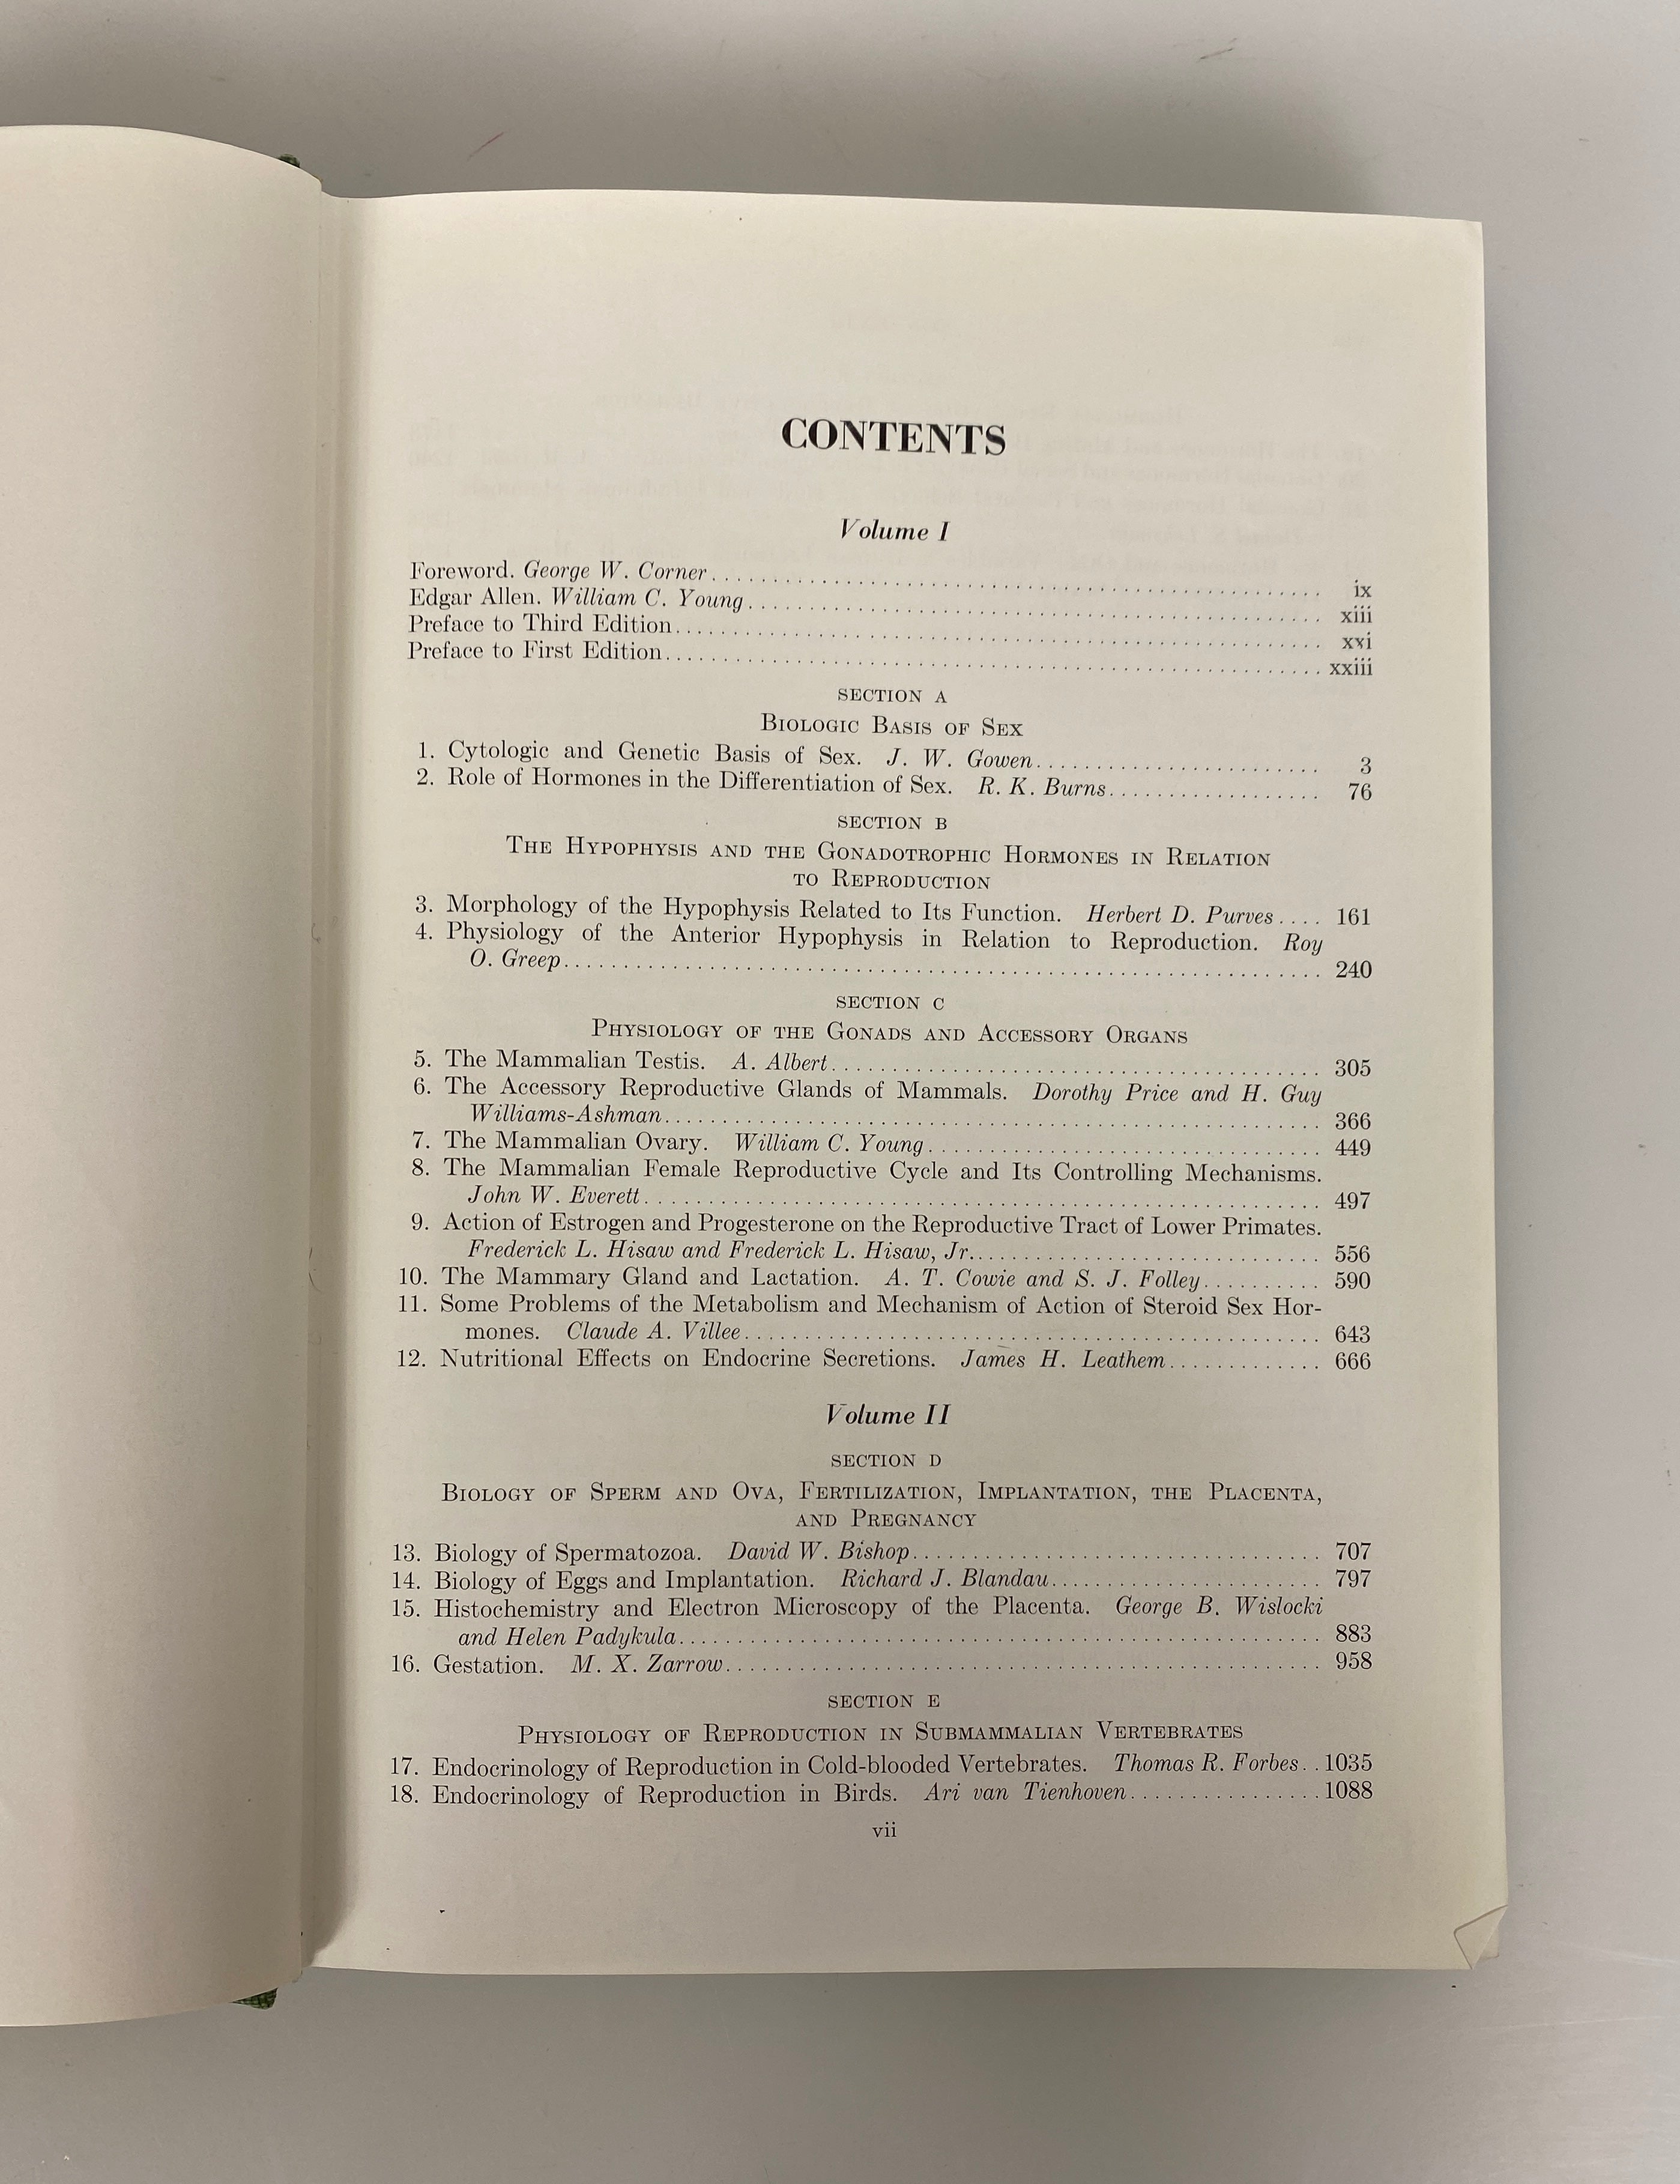 CONTENTS
Volume I
Foreword. George W. Corner........................................ ix
Edgar Allen. William C. Young........................................ xiii
Preface to Third Edition........................................ xxi
Preface to First Edition........................................ xxiii
SECTION A
BIOLOGIC BASIS OF SEX
1. Cytologic and Genetic Basis of Sex. J. W. Gowen........................ 3
2. Role of Hormones in the Differentiation of Sex. R. K. Burns.................. 76
SECTION B
THE HYPOPHYSIS AND THE GONADOTROPHIC HORMONES IN RELATION
TO REPRODUCTION
3. Morphology of the Hypophysis Related to Its Function. Herbert D. Purves.... 161
4. Physiology of the Anterior Hypophysis in Relation to Reproduction. Roy
O. Greep........................................ 240
SECTION C
PHYSIOLOGY OF THE GONADS AND ACCESSORY ORGANS
5. The Mammalian Testis. A. Albert........................................ 305
6. The Accessory Reproductive Glands of Mammals. Dorothy Price and H. Guy
Williams-Ashman........................................ 366
7. The Mammalian Ovary. William C. Young................................ 449
8. The Mammalian Female Reproductive Cycle and Its Controlling Mechanisms.
John W. Everett........................................ 497
9. Action of Estrogen and Progesterone on the Reproductive Tract of Lower Primates.
Frederick L. Hisaw and Frederick L. Hisaw, Jr............................. 556
10. The Mammary Gland and Lactation. A. T. Cowie and S. J. Folley.......... 590
11. Some Problems of the Metabolism and Mechanism of Action of Steroid Sex Hor-
mones. Claude A. Villee........................................ 643
12. Nutritional Effects on Endocrine Secretions. James H. Leathem............. 666
Volume II
SECTION D
BIOLOGY OF SPERM AND OVA, FERTILIZATION, IMPLANTATION, THE PLACENTA,
AND PREGNANCY
13. Biology of Spermatozoa. David W. Bishop.................................. 707
14. Biology of Eggs and Implantation. Richard J. Blandau....................... 797
15. Histochemistry and Electron Microscopy of the Placenta. George B. Wislocki
and Helen Padykula........................................ 883
16. Gestation. M. X. Zarrow........................................ 958
SECTION E
PHYSIOLOGY OF REPRODUCTION IN SUBMAMMALIAN VERTEBRATES
17. Endocrinology of Reproduction in Cold-blooded Vertebrates. Thomas R. Forbes..1035
18. Endocrinology of Reproduction in Birds. Ari van Tienhoven................1088
vii